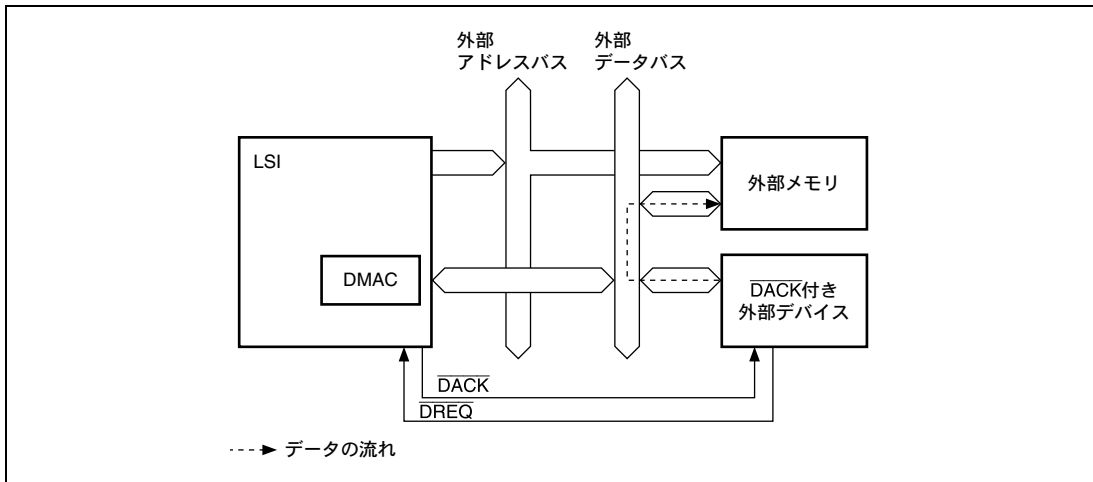 外部
アドレスバス
外部
データバス
LSI
外部メモリ
DMAC
DACK付き
外部デバイス
DACK
DREQ
データの流れ